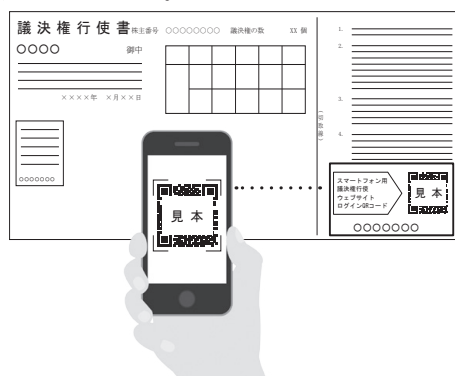 議決権行使書 株主番号 ○○○○○○○○ 議決権の数 XX 個
○○○○ 御中
××××年 ×月××日
○○○○○○○
1.
2.
3.
4.
見本
スマートフォン用
議決権行使
ウェブサイト
ログインQRコード
見本
○○○○○○○